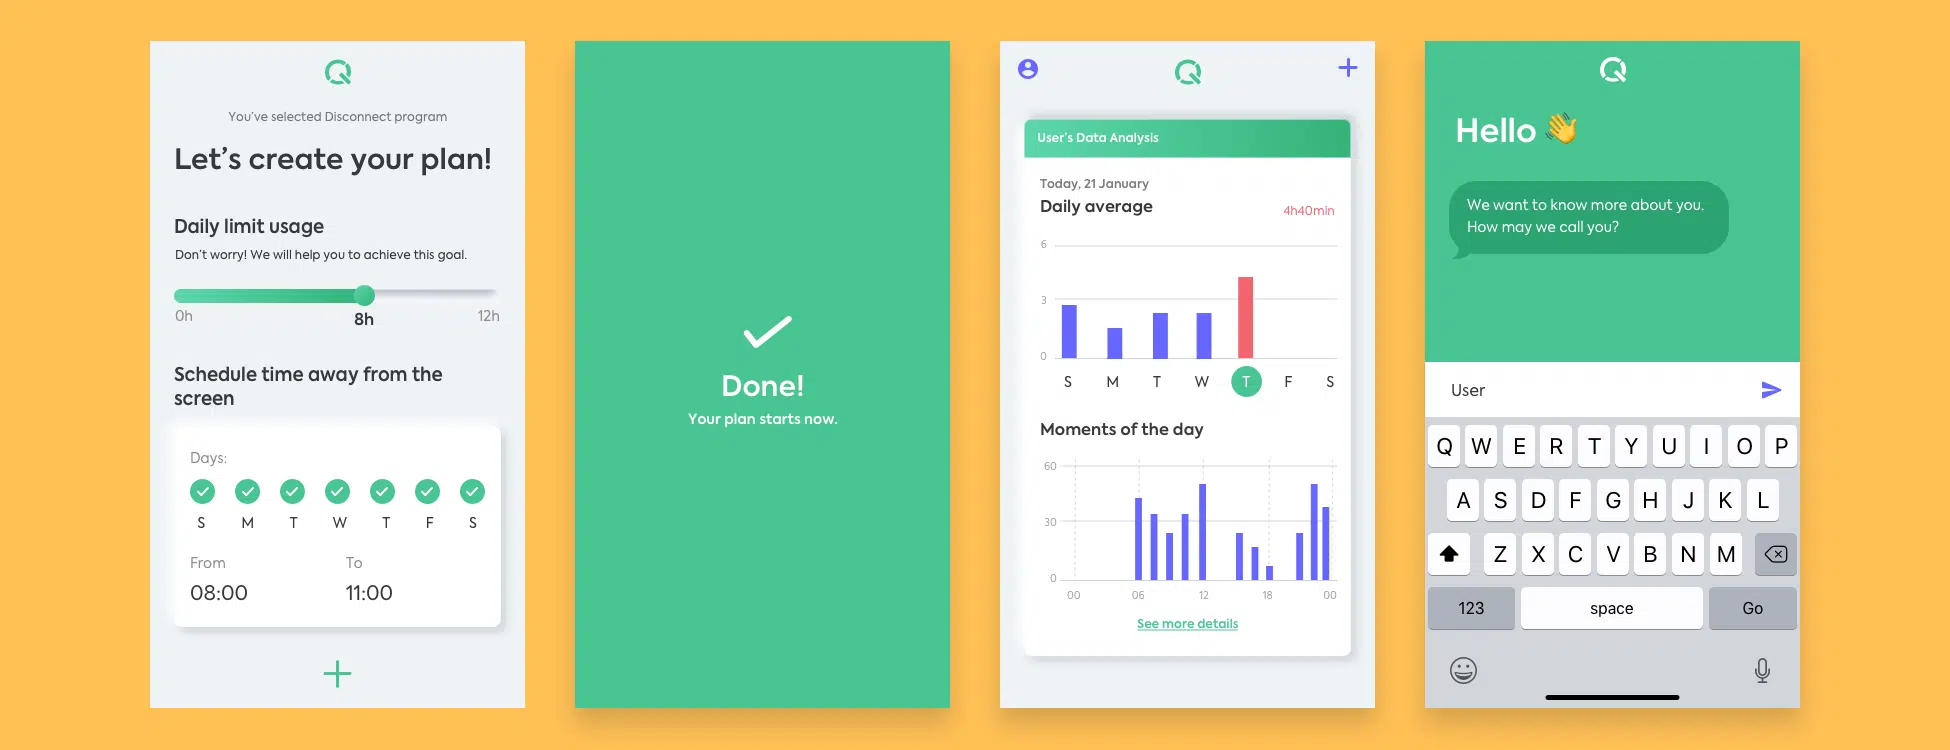 You've selected Disconnect program
Let's create your plan!
Daily limit usage
Don't worry! We will help you to achieve this goal.
0h
8h
12h
Schedule time away from the
screen
Days:
S M T W T F S
From To
08:00 11:00
Done!
Your plan starts now.
User's Data Analysis
Today, 21 January
Daily average
4h40min
6
3
0
S M T W T F S
Moments of the day
60
30
0
00 06 12 18 00
See more details
Hello 👋
We want to know more about you.
How may we call you?
User
Q W E R T Y U I O P
A S D F G H J K L
Z X C V B N M
123 space Go